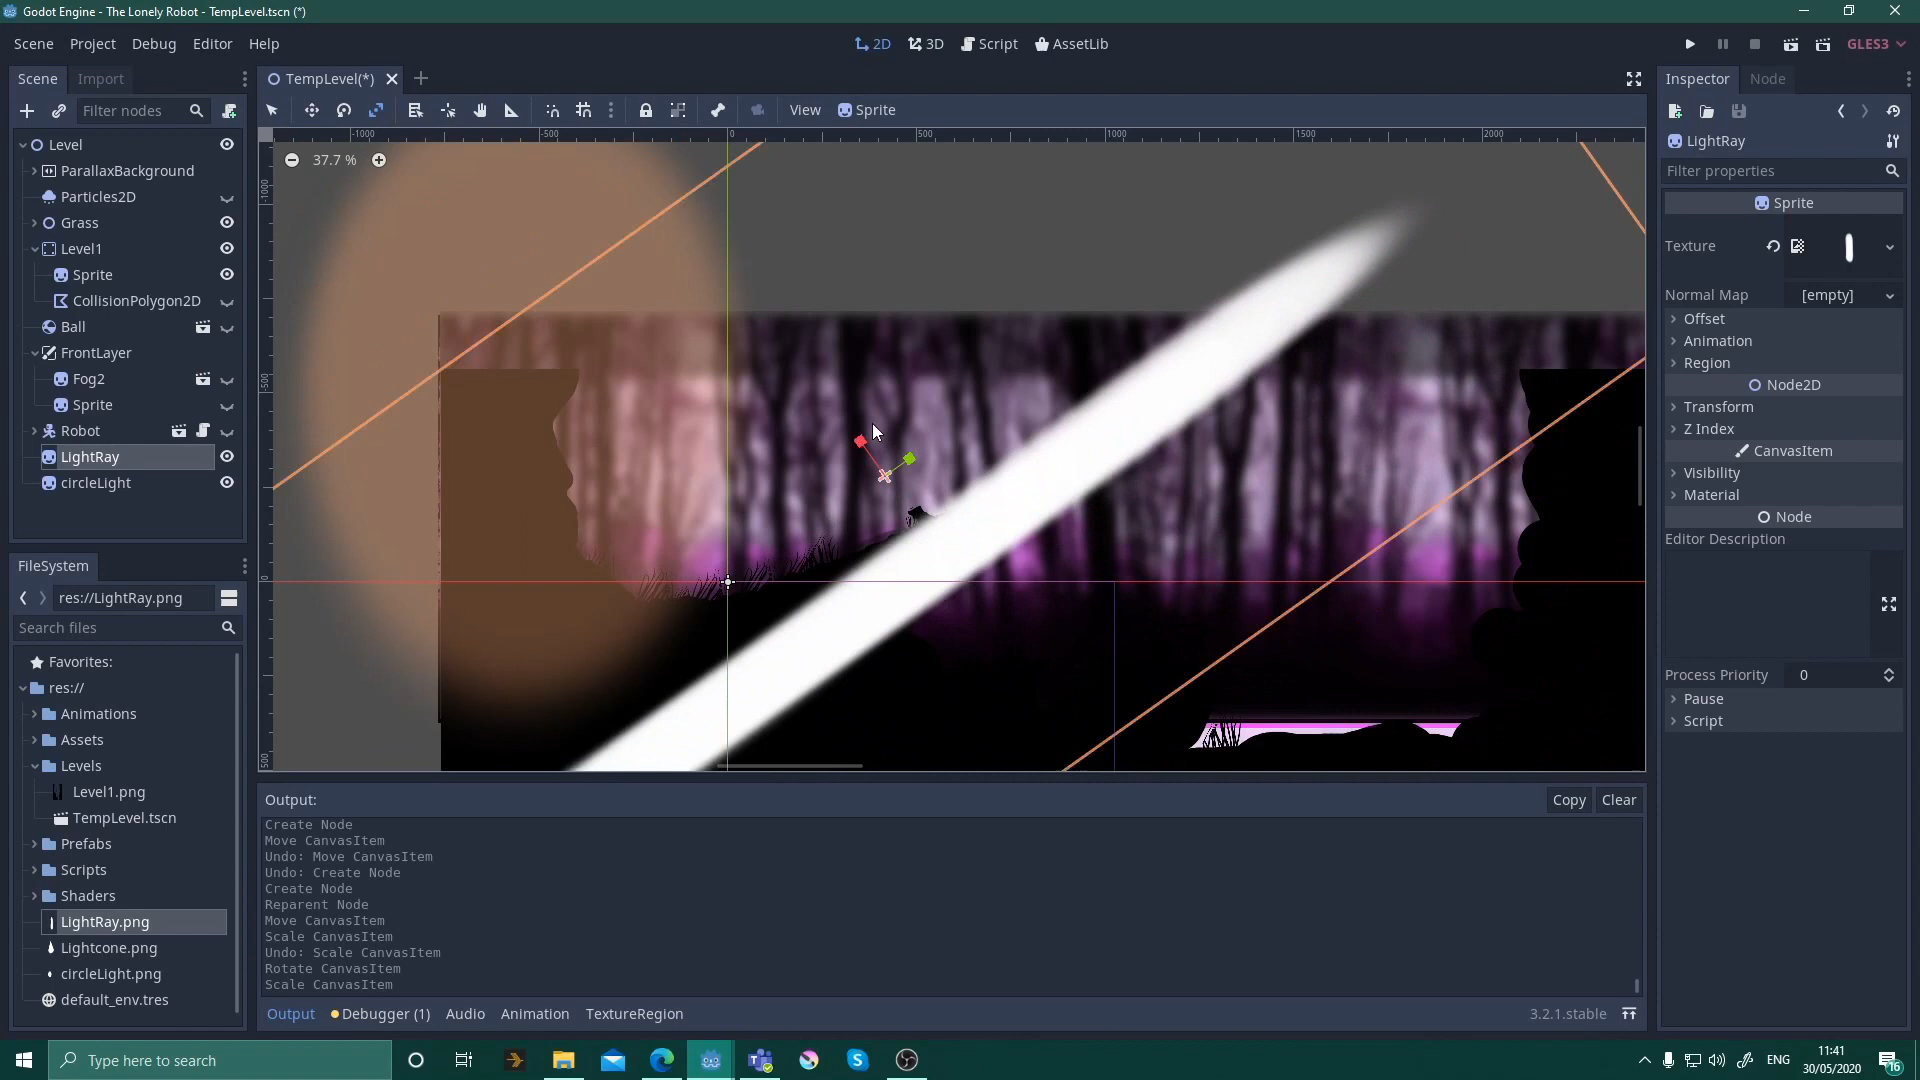 Godot Engine - The Lonely Robot - TempLevel.tscn (*)
Scene Project Debug Editor Help
2D 3D Script AssetLib
GLES3
Scene Import
TempLevel(*)
Inspector Node
Filter nodes
View Sprite
Level
ParallaxBackground
Particles2D
Grass
Level1
Sprite
CollisionPolygon2D
Ball
FrontLayer
Fog2
Sprite
Robot
LightRay
circleLight
-1000 -500 0 500 1000 1500 2000
37.7 %
-1000
-500
0
500
LightRay
Filter properties
Sprite
Texture
Normal Map [empty]
Offset
Animation
Region
Node2D
Transform
Z Index
CanvasItem
Visibility
Material
Node
Editor Description
Process Priority 0
Pause
Script
FileSystem
res://LightRay.png
Search files
Favorites:
res://
Animations
Assets
Levels
Level1.png
TempLevel.tscn
Prefabs
Scripts
Shaders
LightRay.png
Lightcone.png
circleLight.png
default_env.tres
Output:
Copy Clear
Create Node
Move CanvasItem
Undo: Move CanvasItem
Undo: Create Node
Create Node
Reparent Node
Move CanvasItem
Scale CanvasItem
Undo: Scale CanvasItem
Rotate CanvasItem
Scale CanvasItem
Output Debugger (1) Audio Animation TextureRegion
3.2.1.stable
Type here to search
ENG
11:41
30/05/2020
16